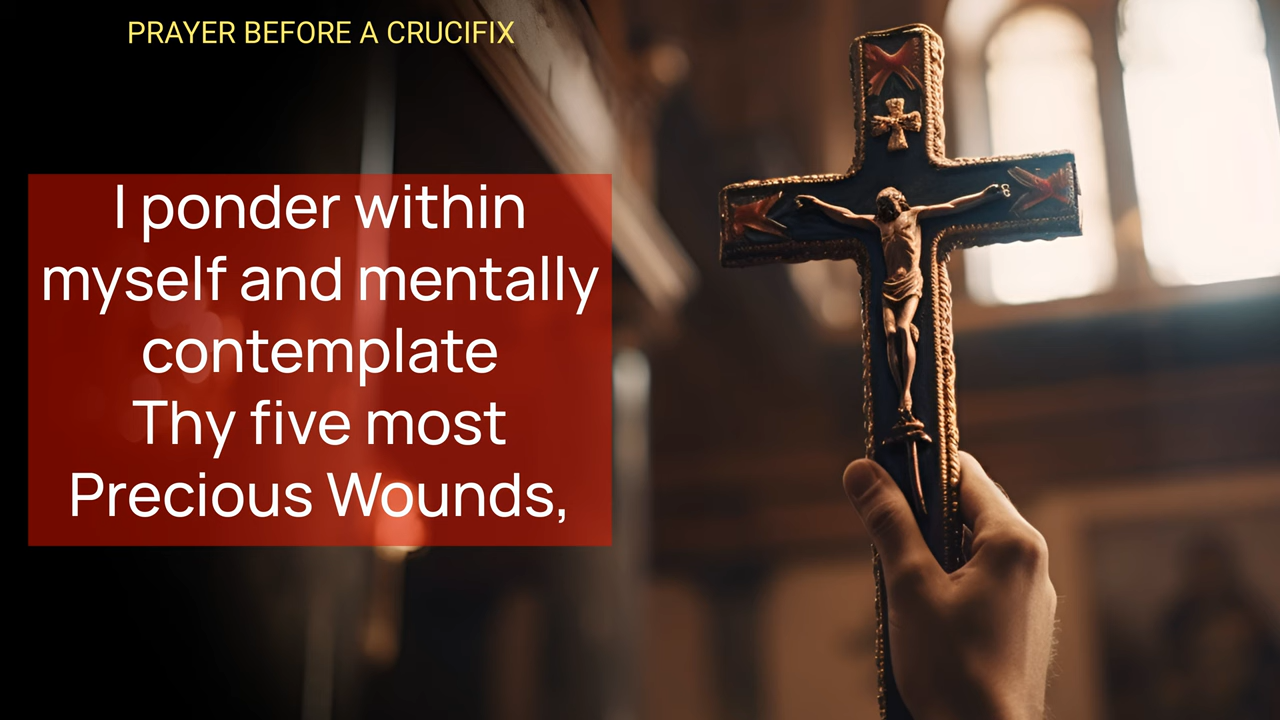 PRAYER BEFORE A CRUCIFIX
I ponder within
myself and mentally
contemplate
Thy five most
Precious Wounds,